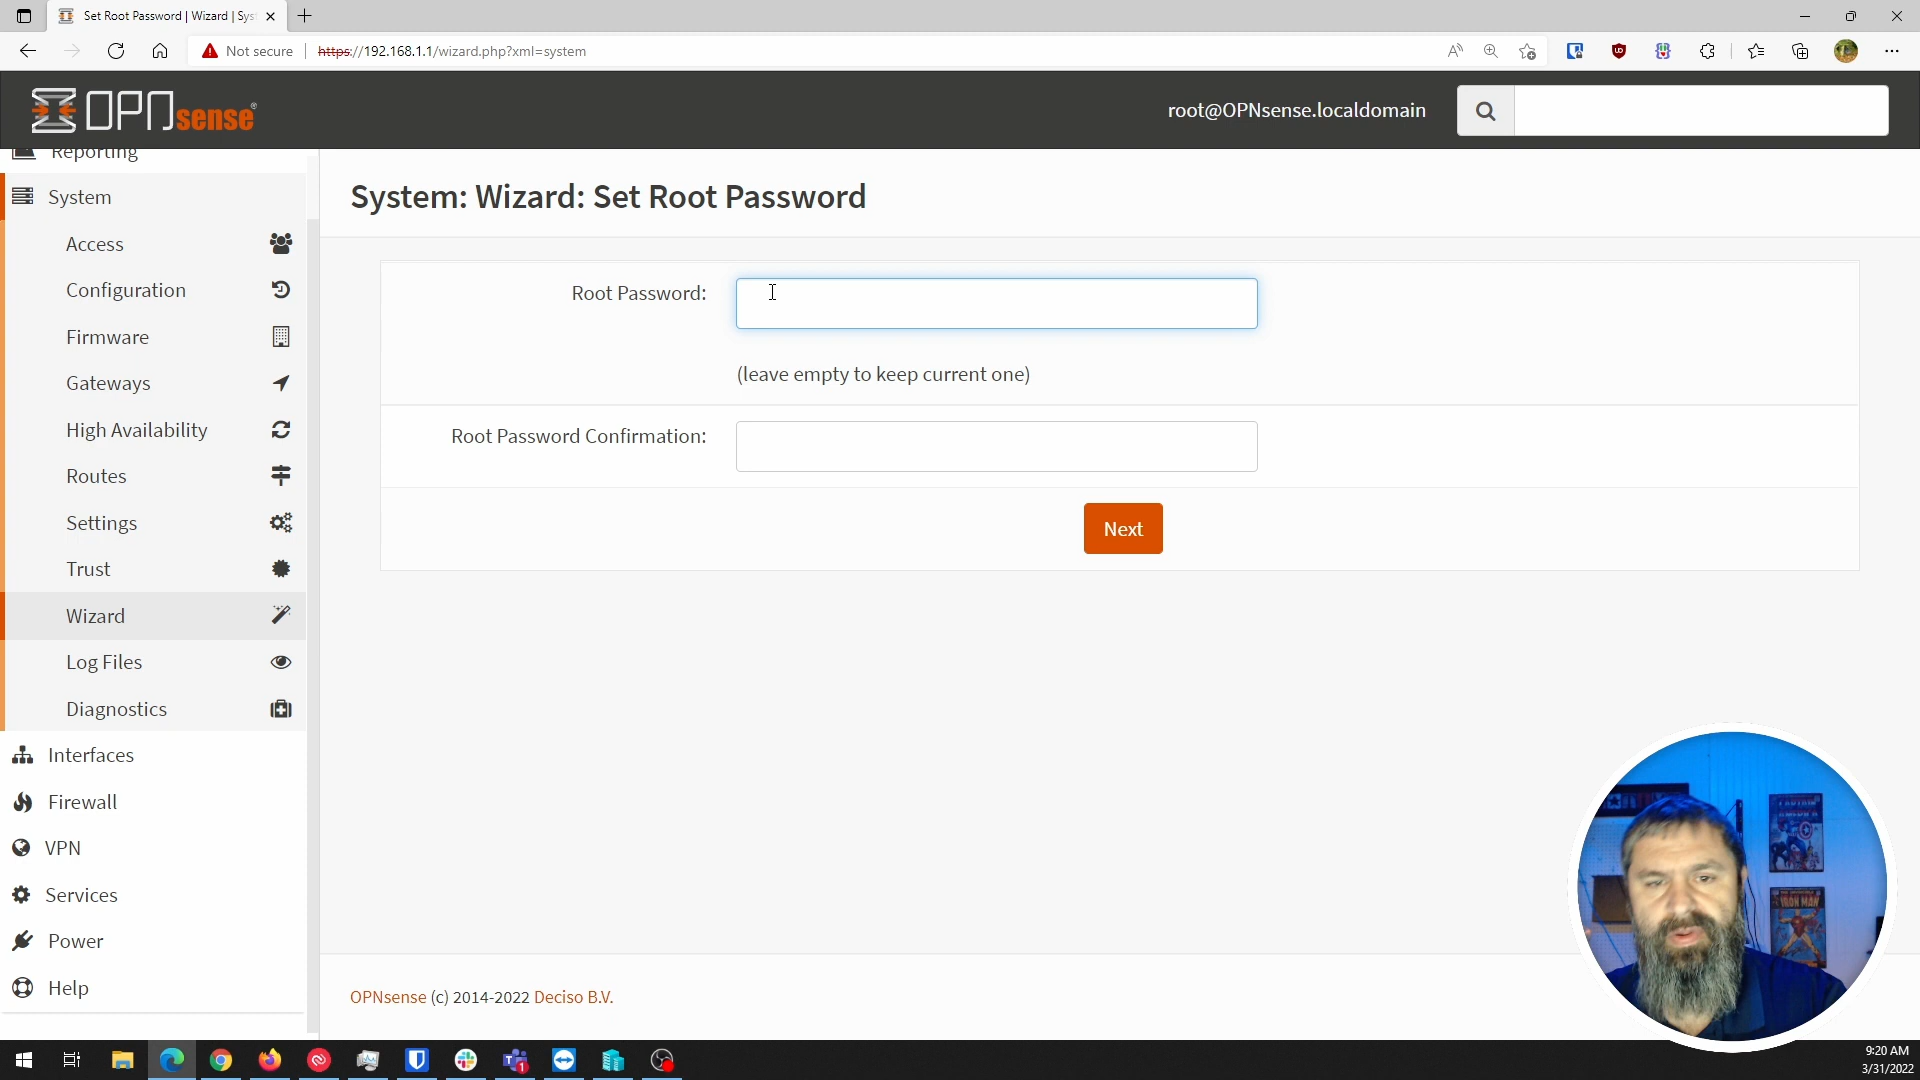 Set Root Password | Wizard | Sys
Not secure
https://192.168.1.1/wizard.php?xml=system
OPNsense®
root@OPNsense.localdomain
Reporting
System
Access
Configuration
Firmware
Gateways
High Availability
Routes
Settings
Trust
Wizard
Log Files
Diagnostics
Interfaces
Firewall
VPN
Services
Power
Help
System: Wizard: Set Root Password
Root Password:
(leave empty to keep current one)
Root Password Confirmation:
Next
CAPTAIN
IRON MAN
OPNsense (c) 2014-2022 Deciso B.V.
9:20 AM
3/31/2022